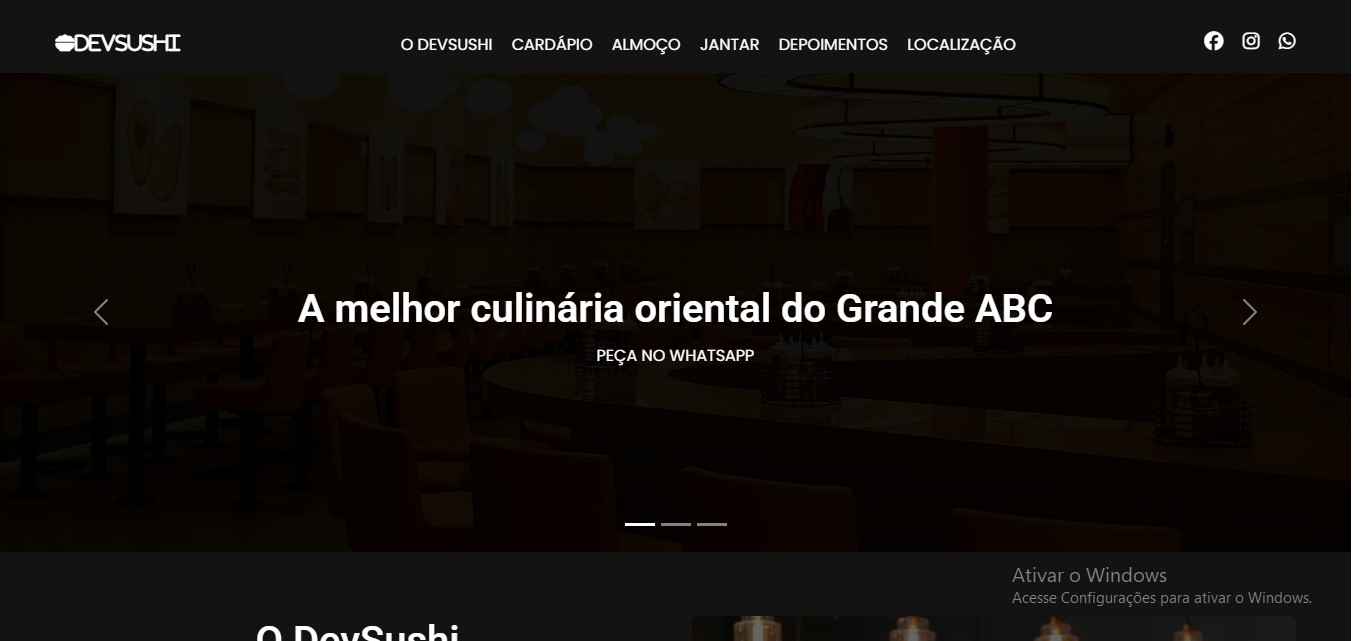 DEVSUSHI
O DEVSUSHI CARDÁPIO ALMOÇO JANTAR DEPOIMENTOS LOCALIZAÇÃO
A melhor culinária oriental do Grande ABC
PEÇA NO WHATSAPP
Ativar o Windows
Acesse Configurações para ativar o Windows.
O DevSushi